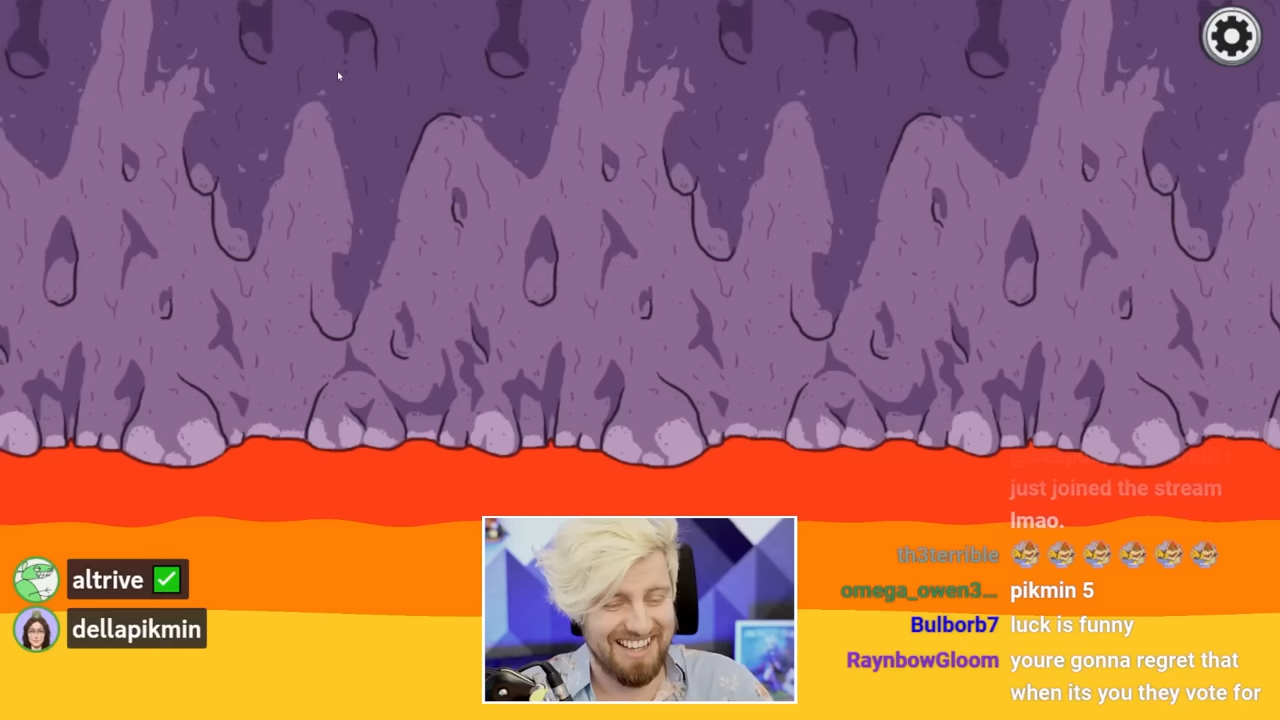 just joined the stream
lmao.
th3terrible
omega_owen3... pikmin 5
Bulborb7 luck is funny
RaynbowGloom youre gonna regret that
when its you they vote for
altrive
dellapikmin